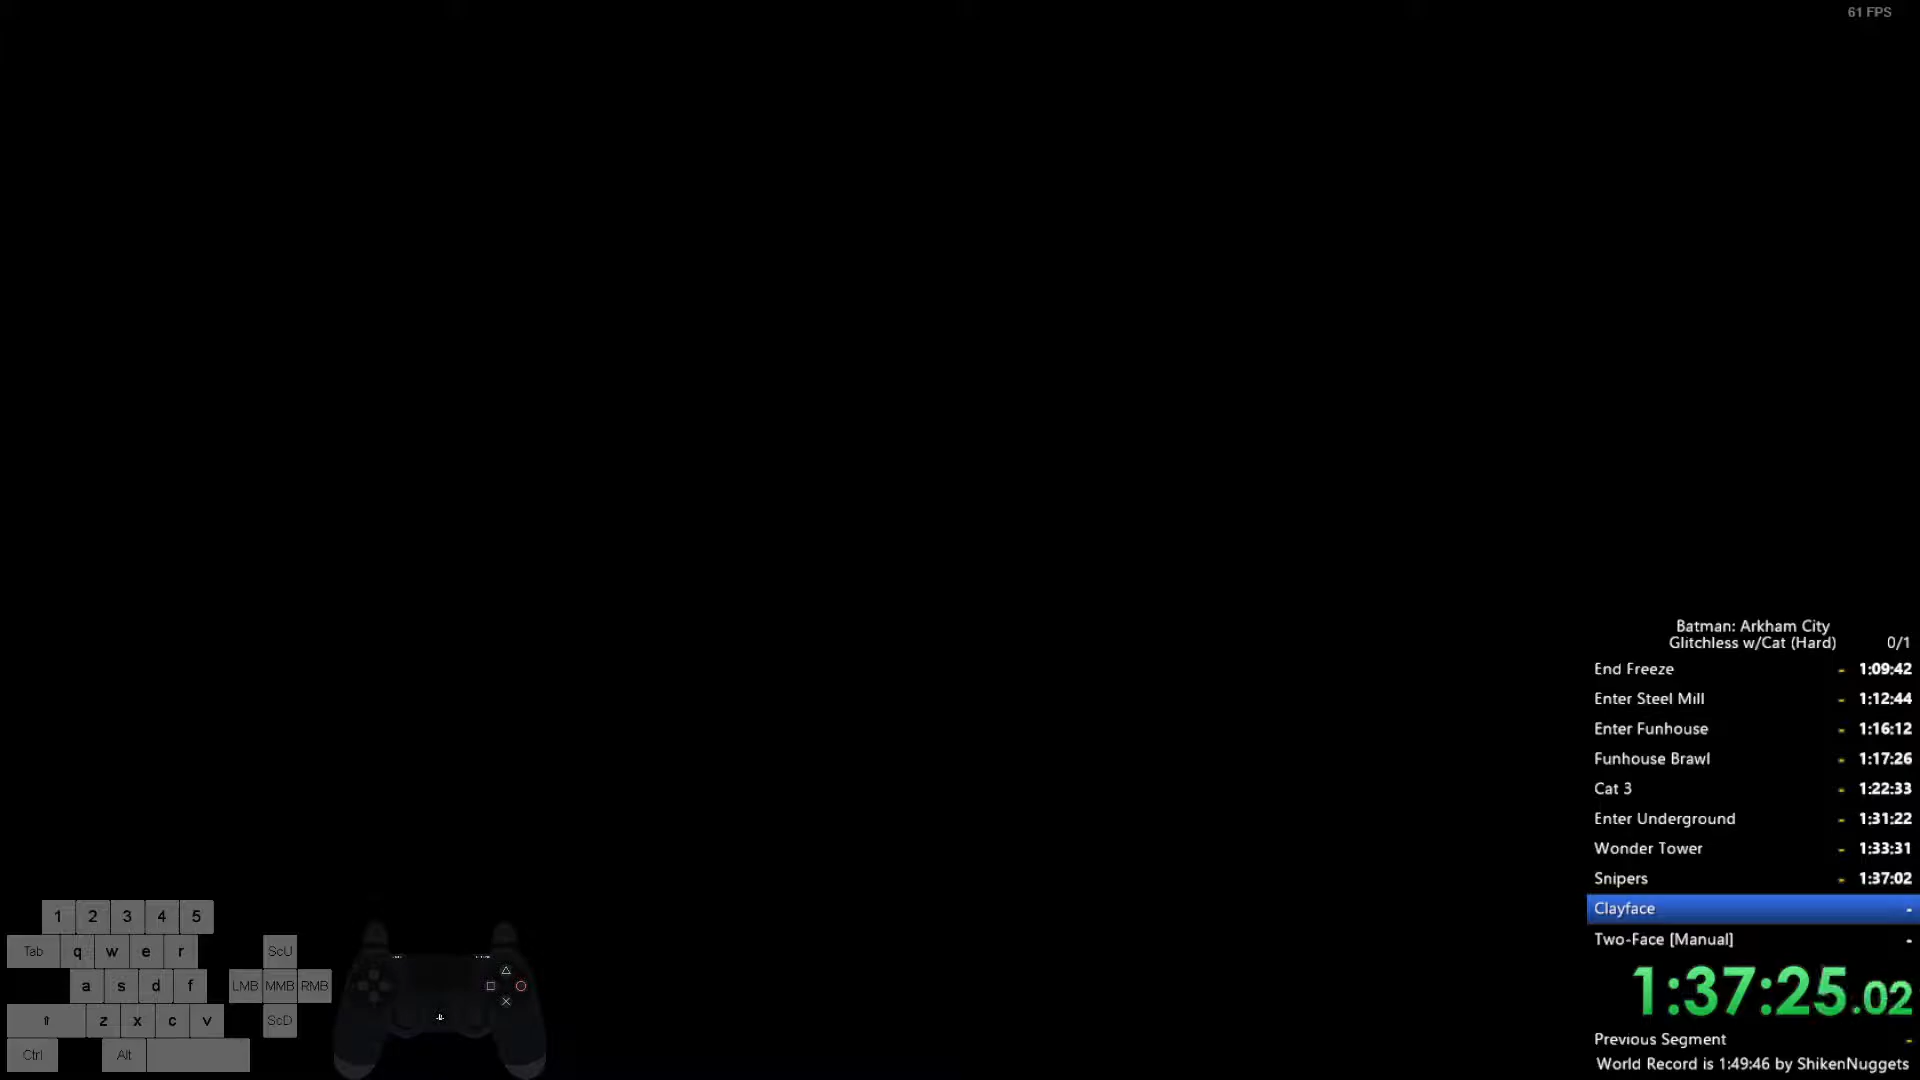 61 FPS
Batman: Arkham City
Glitchless w/Cat (Hard) 0/1
End Freeze - 1:09:42
Enter Steel Mill - 1:12:44
Enter Funhouse - 1:16:12
Funhouse Brawl - 1:17:26
Cat 3 - 1:22:33
Enter Underground - 1:31:22
Wonder Tower - 1:33:31
Snipers - 1:37:02
Clayface -
Two-Face [Manual] -
1:37:25.02
Previous Segment -
World Record is 1:49:46 by ShikenNuggets
1 2 3 4 5
Tab q w e r ScU
a s d f LMB MMB RMB
⇧ z x c v ScD
Ctrl Alt